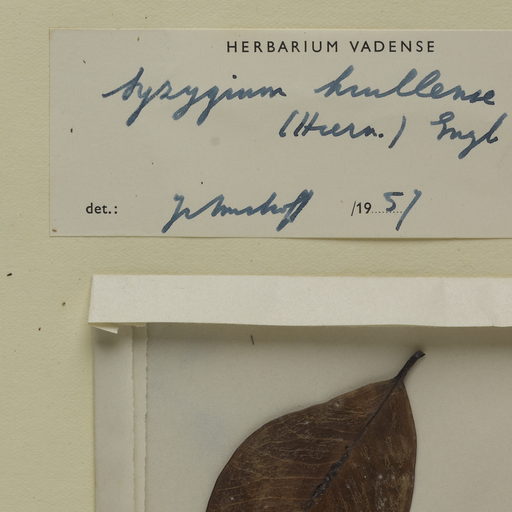 HERBARIUM VADENSE
Syzygium huillense
(Hiern.) Engl
det.: /19 57